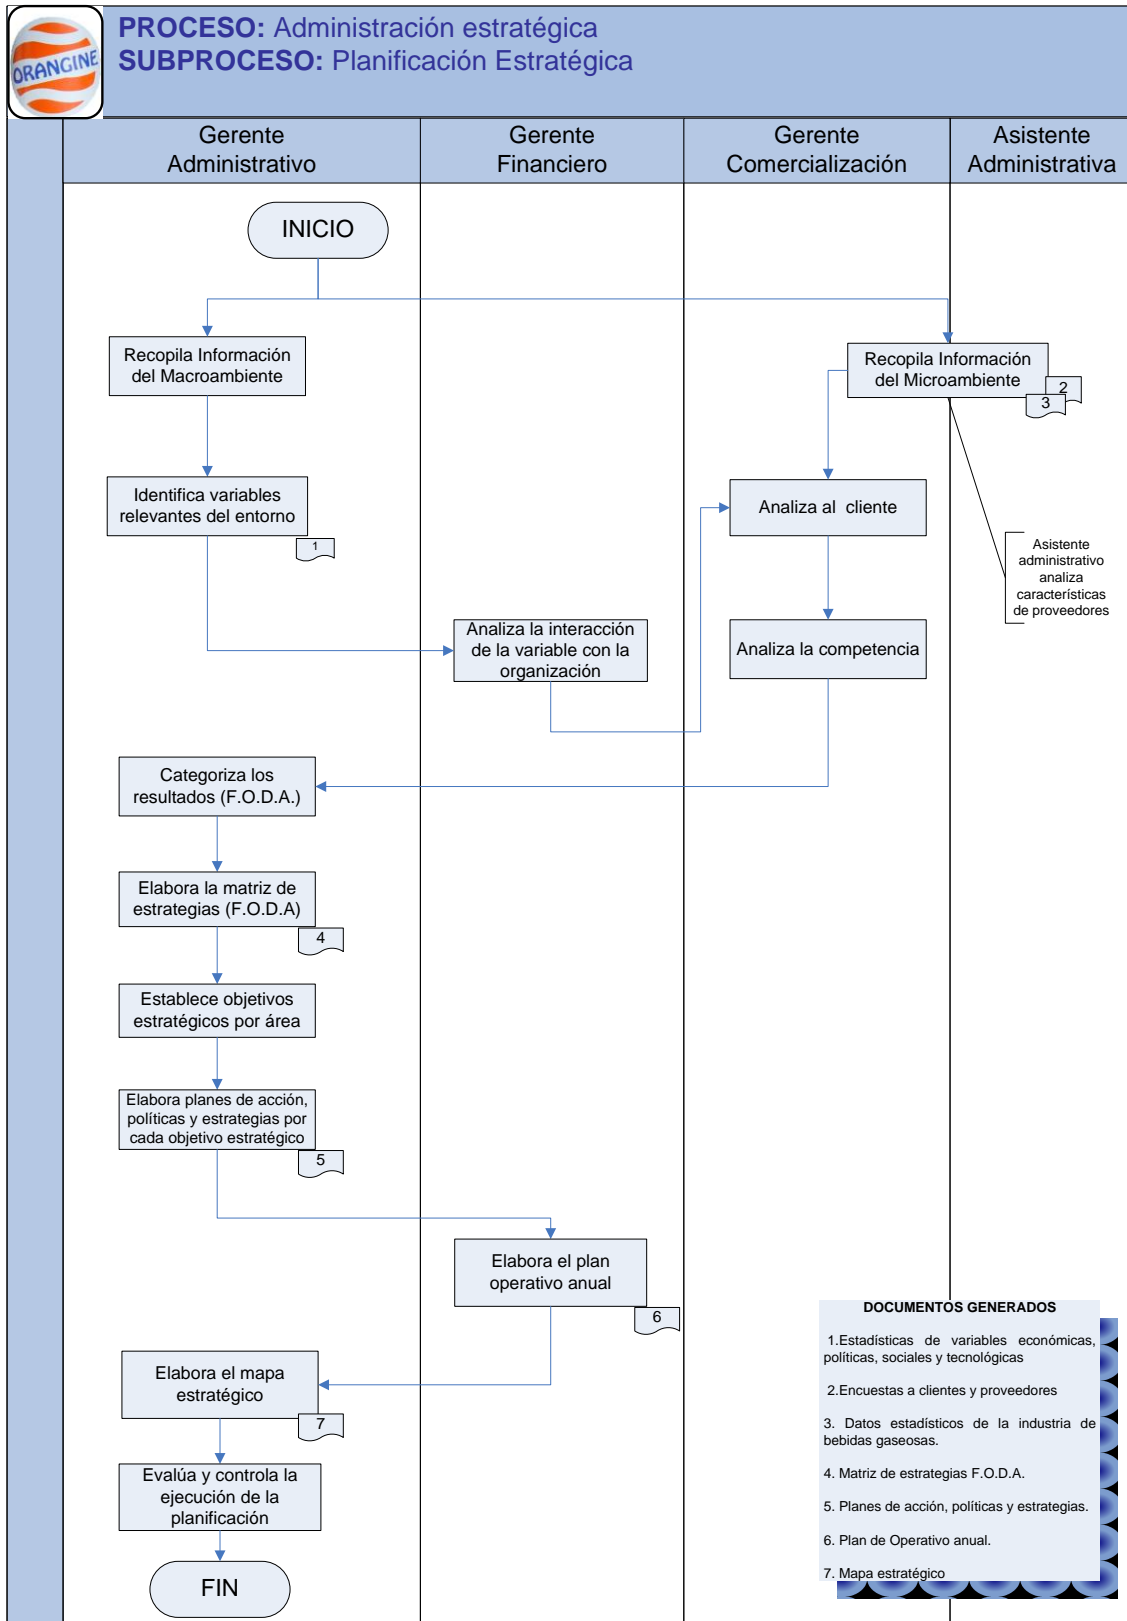 ORANGINE
PROCESO: Administración estratégica
SUBPROCESO: Planificación Estratégica
Gerente
Administrativo
Gerente
Financiero
Gerente
Comercialización
Asistente
Administrativa
INICIO
Recopila Información
del Macroambiente
Recopila Información
del Microambiente
2
3
Identifica variables
relevantes del entorno
1
Analiza al cliente
Asistente
administrativo
analiza
características
de proveedores
Analiza la interacción
de la variable con la
organización
Analiza la competencia
Categoriza los
resultados (F.O.D.A.)
Elabora la matriz de
estrategias (F.O.D.A)
4
Establece objetivos
estratégicos por área
Elabora planes de acción,
políticas y estrategias por
cada objetivo estratégico
5
Elabora el plan
operativo anual
6
Elabora el mapa
estratégico
7
Evalúa y controla la
ejecución de la
planificación
FIN
DOCUMENTOS GENERADOS
1.Estadísticas de variables económicas,
políticas, sociales y tecnológicas
2.Encuestas a clientes y proveedores
3. Datos estadísticos de la industria de
bebidas gaseosas.
4. Matriz de estrategias F.O.D.A.
5. Planes de acción, políticas y estrategias.
6. Plan de Operativo anual.
7. Mapa estratégico